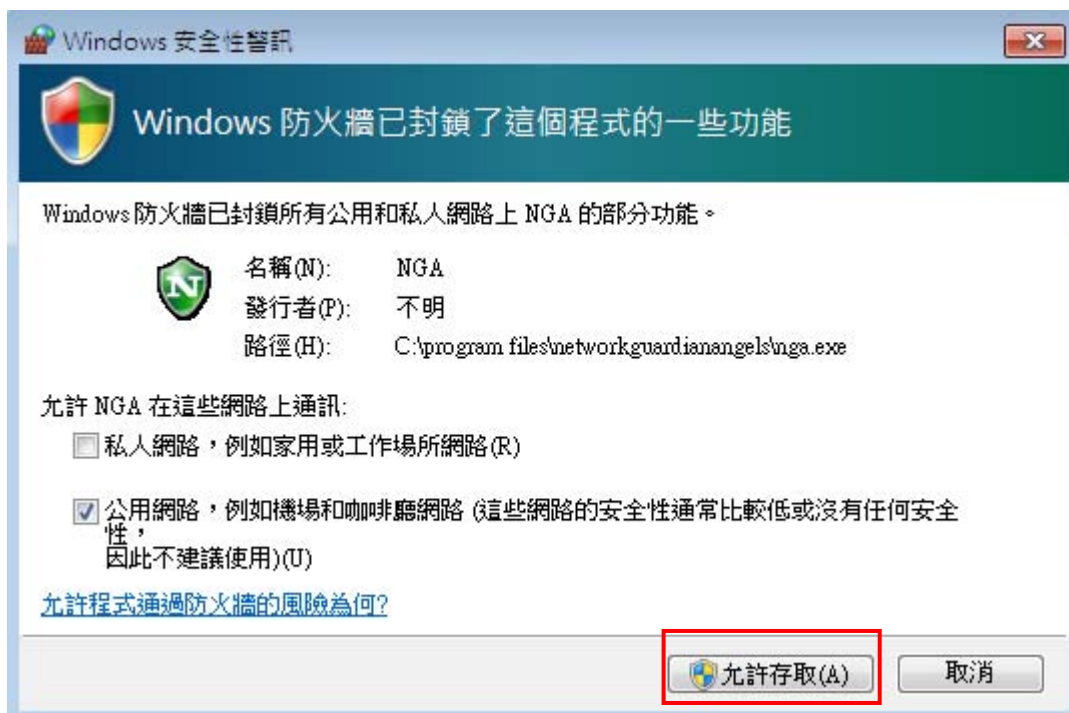 Windows 安全性警訊
Windows 防火牆已封鎖了這個程式的一些功能
Windows 防火牆已封鎖所有公用和私人網路上 NGA 的部分功能。
N
名稱(N): NGA
發行者(P): 不明
路徑(H): C:\program files\networkguardianangels\nga.exe
允許 NGA 在這些網路上通訊:
私人網路，例如家用或工作場所網路(R)
公用網路，例如機場和咖啡廳網路 (這些網路的安全性通常比較低或沒有任何安全
性，
因此不建議使用)(U)
允許程式通過防火牆的風險為何?
允許存取(A) 取消